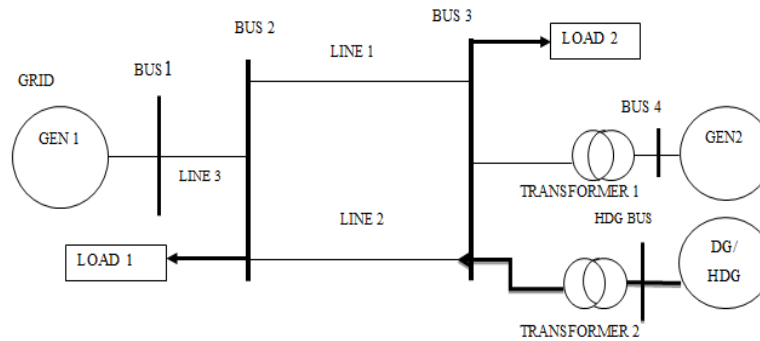 BUS 3
BUS 2
LINE 1
LOAD 2
GRID
BUS1
BUS 4
GEN 1
GEN2
LINE 3
TRANSFORMER 1
LINE 2
HDG BUS
LOAD 1
DG/
HDG
TRANSFORMER 2